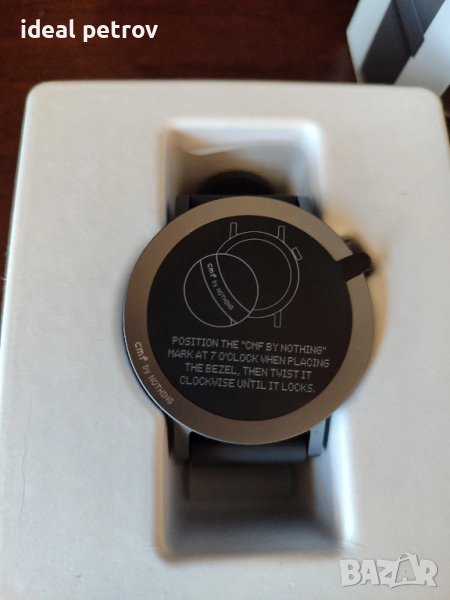 ideal petrov
cmf by NOTHING
POSITION THE "CMF BY NOTHING"
MARK AT 7 O'CLOCK WHEN PLACING
THE BEZEL, THEN TWIST IT
CLOCKWISE UNTIL IT LOCKS.
cmf by NOTHING
BAZAR